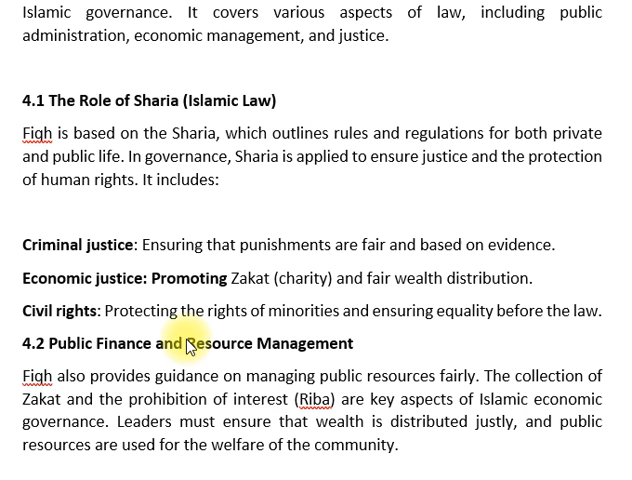 Islamic governance. It covers various aspects of law, including public
administration, economic management, and justice.
4.1 The Role of Sharia (Islamic Law)
Fiqh is based on the Sharia, which outlines rules and regulations for both private
and public life. In governance, Sharia is applied to ensure justice and the protection
of human rights. It includes:
Criminal justice: Ensuring that punishments are fair and based on evidence.
Economic justice: Promoting Zakat (charity) and fair wealth distribution.
Civil rights: Protecting the rights of minorities and ensuring equality before the law.
4.2 Public Finance and Resource Management
Fiqh also provides guidance on managing public resources fairly. The collection of
Zakat and the prohibition of interest (Riba) are key aspects of Islamic economic
governance. Leaders must ensure that wealth is distributed justly, and public
resources are used for the welfare of the community.